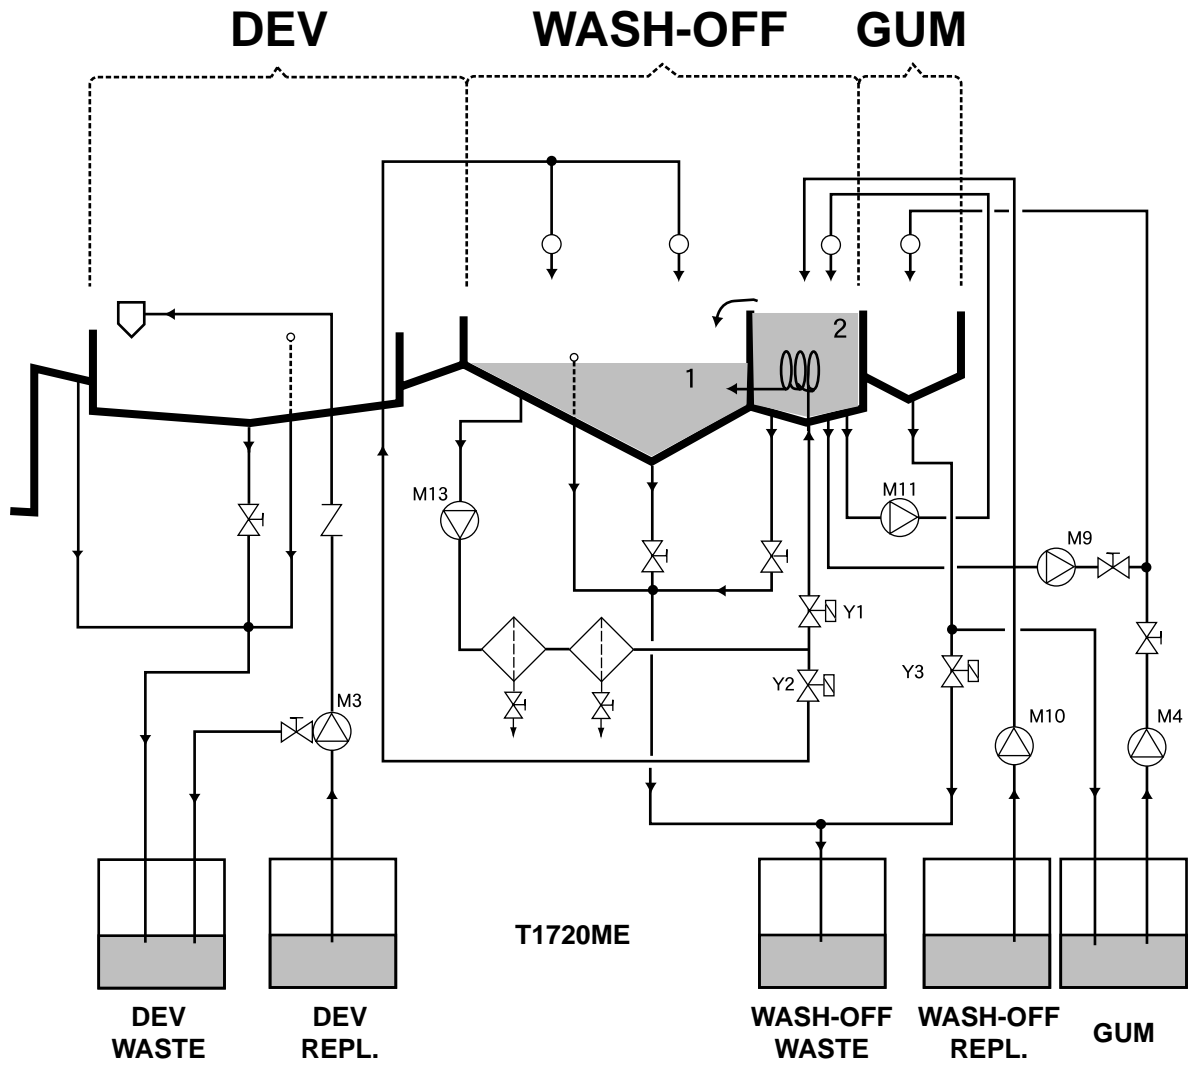 DEV
WASH-OFF
GUM
2
1
M13
M11
M9
Y1
Y2
Y3
M3
M10
M4
T1720ME
DEV
WASTE
DEV
REPL.
WASH-OFF
WASTE
WASH-OFF
REPL.
GUM